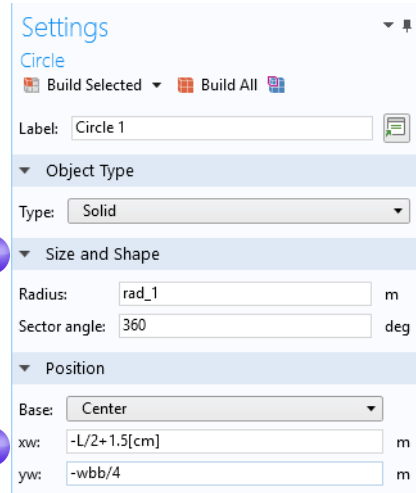 Settings
Circle
Build Selected Build All
Label: Circle 1
Object Type
Type: Solid
Size and Shape
Radius: rad_1 m
Sector angle: 360 deg
Position
Base: Center
xw: -L/2+1.5[cm] m
yw: -wbb/4 m